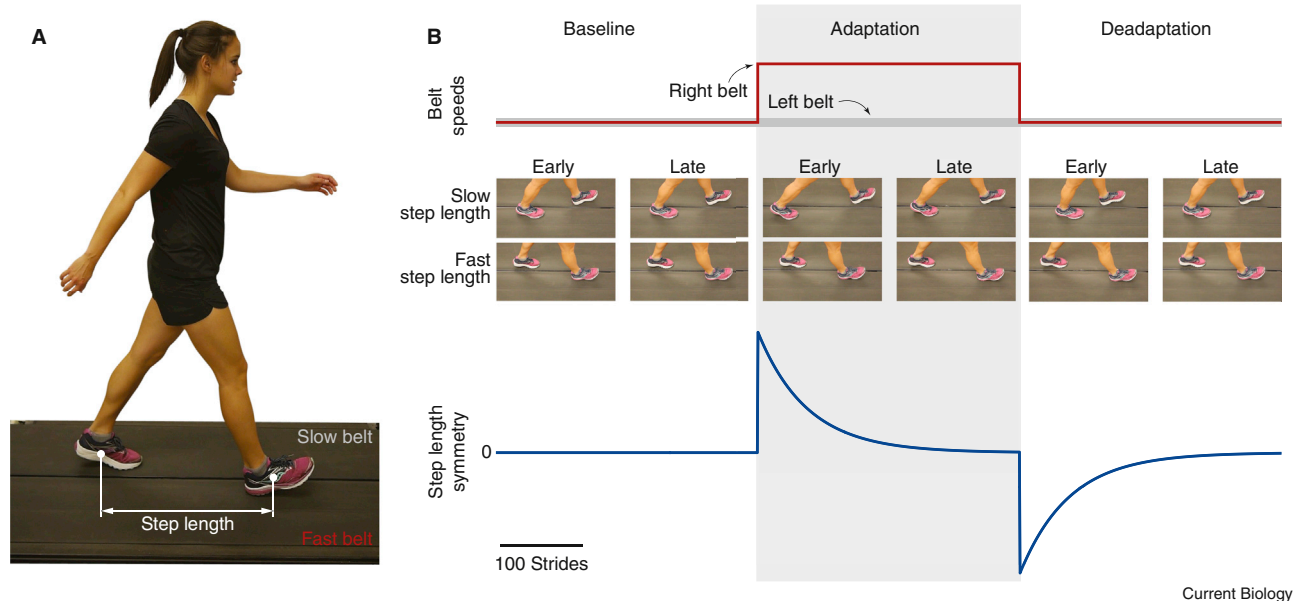 A
Slow belt
Step length
Fast belt
B
Baseline
Adaptation
Deadaptation
Belt
speeds
Right belt
Left belt
Early
Late
Early
Late
Early
Late
Slow
step length
Fast
step length
Step length
symmetry
0
100 Strides
Current Biology